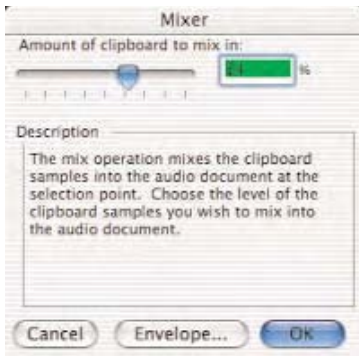 Mixer
Amount of clipboard to mix in:
%
Description
The mix operation mixes the clipboard
samples into the audio document at the
selection point. Choose the level of the
clipboard samples you wish to mix into
the audio document.
Cancel Envelope... OK